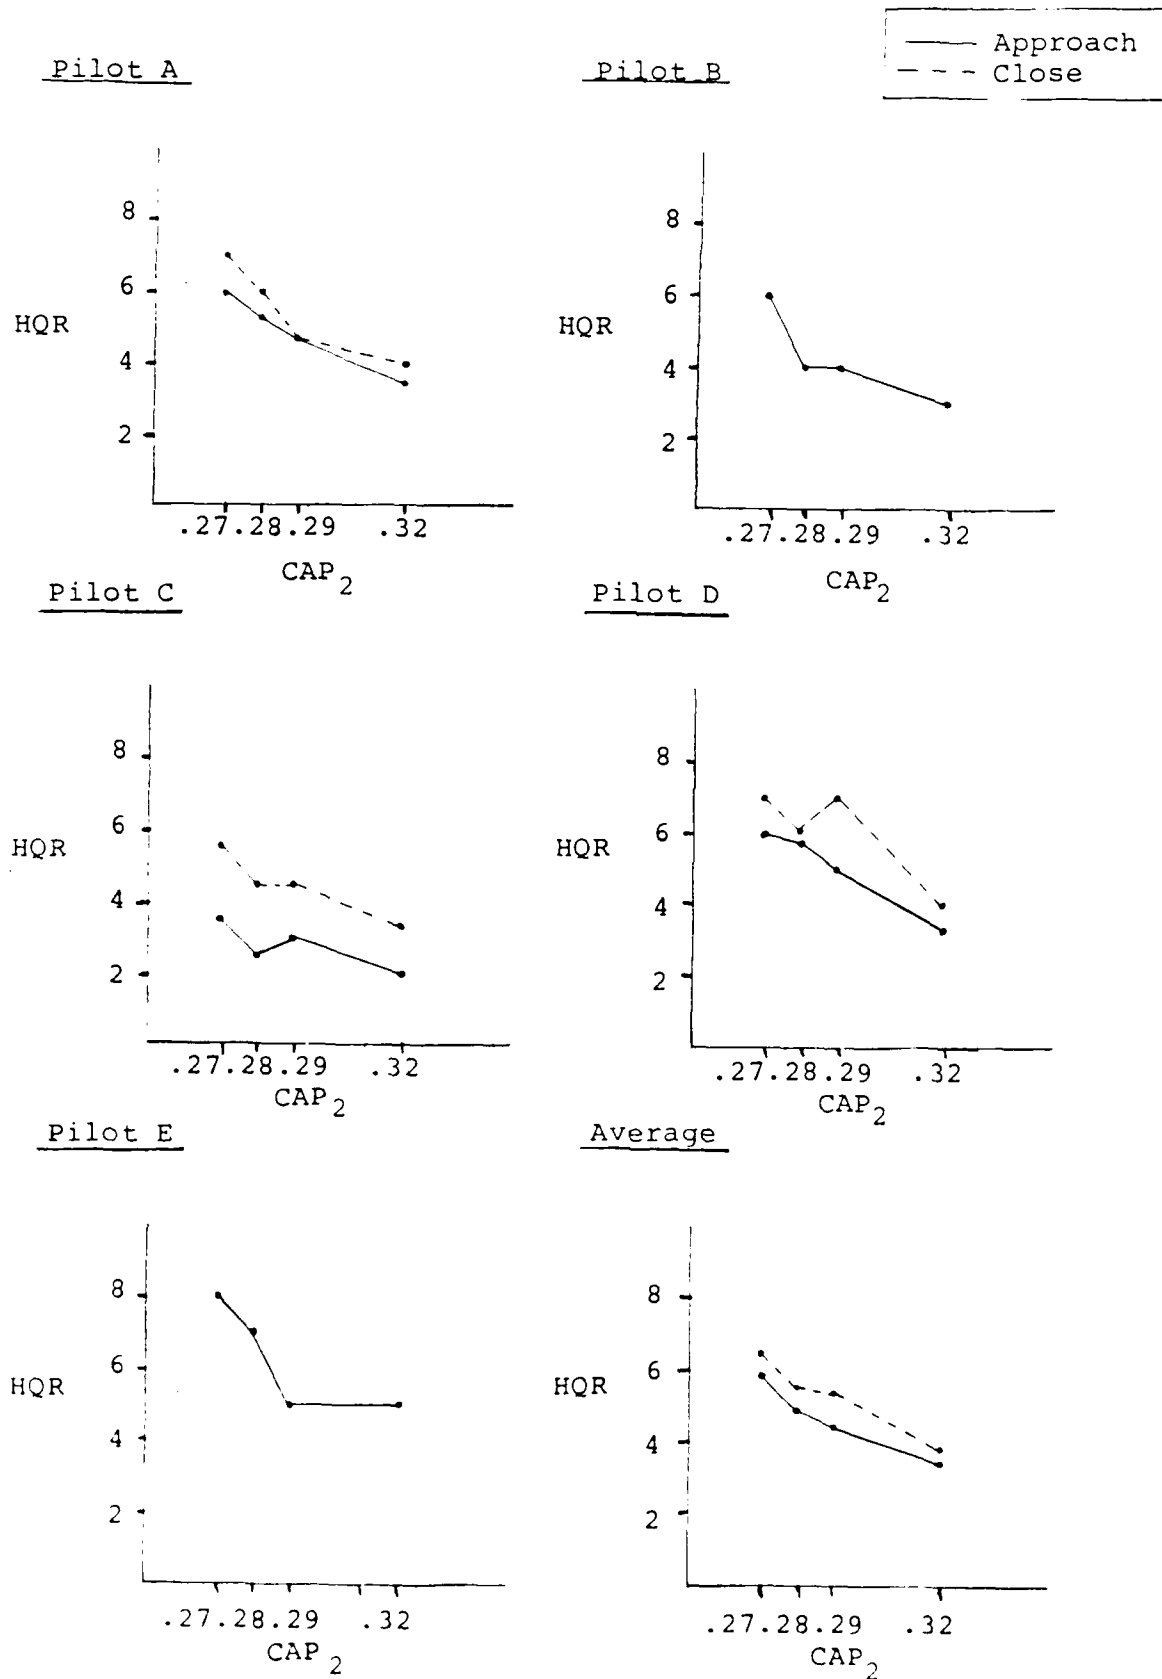 Approach
Close
Pilot A
8
6
HQR
4
2
.27.28.29 .32
CAP2
Pilot B
8
6
HQR
4
2
.27.28.29 .32
CAP2
Pilot C
8
6
HQR
4
2
.27.28.29 .32
CAP2
Pilot D
8
6
HQR
4
2
.27.28.29 .32
CAP2
Pilot E
8
6
HQR
4
2
.27.28.29 .32
CAP2
Average
8
6
HQR
4
2
.27.28.29 .32
CAP2